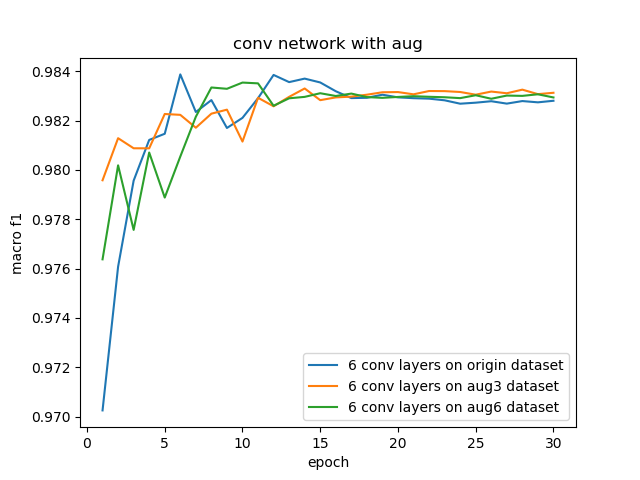 conv network with aug
0.984
0.982
0.980
0.978
0.976
0.974
0.972
0.970
macro f1
6 conv layers on origin dataset
6 conv layers on aug3 dataset
6 conv layers on aug6 dataset
0 5 10 15 20 25 30
epoch